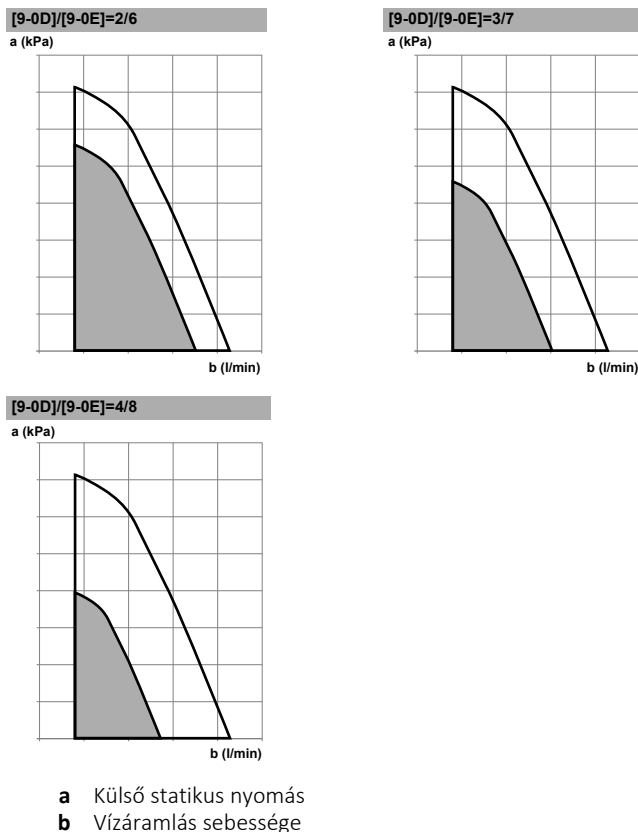 [9-0D]/[9-0E]=2/6
a (kPa)
b (l/min)
[9-0D]/[9-0E]=3/7
a (kPa)
b (l/min)
[9-0D]/[9-0E]=4/8
a (kPa)
b (l/min)
a Külső statikus nyomás
b Vízáramlás sebessége